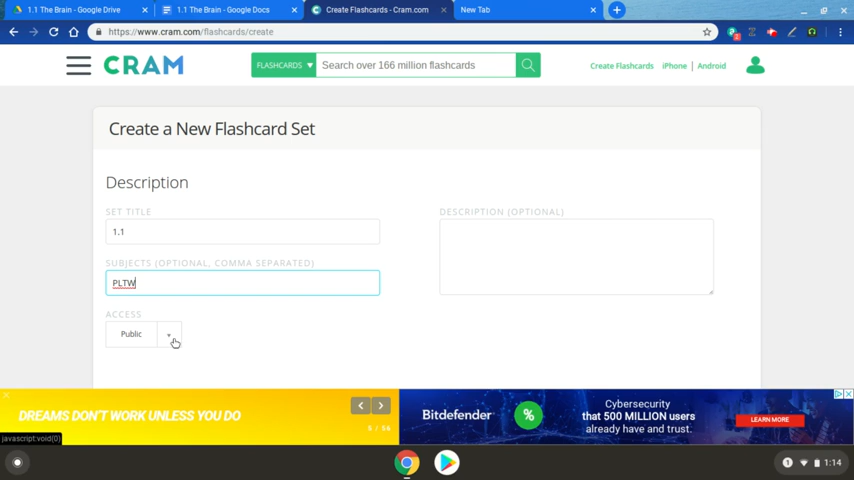 1.1 The Brain - Google Drive
1.1 The Brain - Google Docs
Create Flashcards - Cram.com
New Tab
https://www.cram.com/flashcards/create
CRAM
FLASHCARDS
Search over 166 million flashcards
Create Flashcards
iPhone | Android
Create a New Flashcard Set
Description
SET TITLE
DESCRIPTION (OPTIONAL)
1.1
SUBJECTS (OPTIONAL, COMMA SEPARATED)
PLTW
ACCESS
Public
DREAMS DON'T WORK UNLESS YOU DO
Bitdefender
%
Cybersecurity
that 500 MILLION users
already have and trust.
LEARN MORE
javascript:void(0)
1
1:14